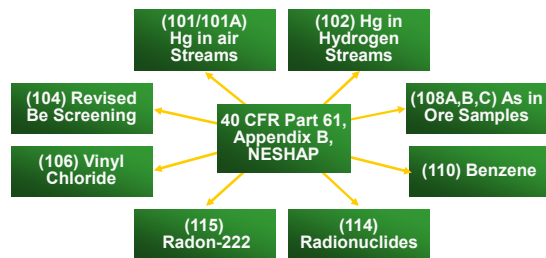 (101/101A)
Hg in air
Streams
(102) Hg in
Hydrogen
Streams
(104) Revised
Be Screening
40 CFR Part 61,
Appendix B,
NESHAP
(108A,B,C) As in
Ore Samples
(106) Vinyl
Chloride
(110) Benzene
(115)
Radon-222
(114)
Radionuclides